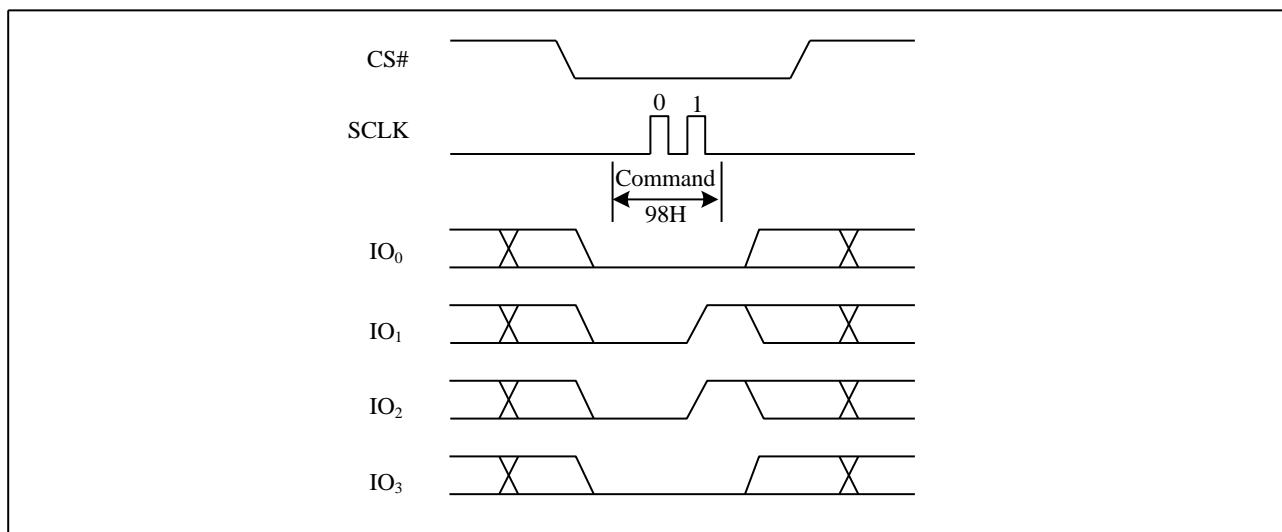 CS#
0 1
SCLK
Command
98H
IO₀
IO₁
IO₂
IO₃